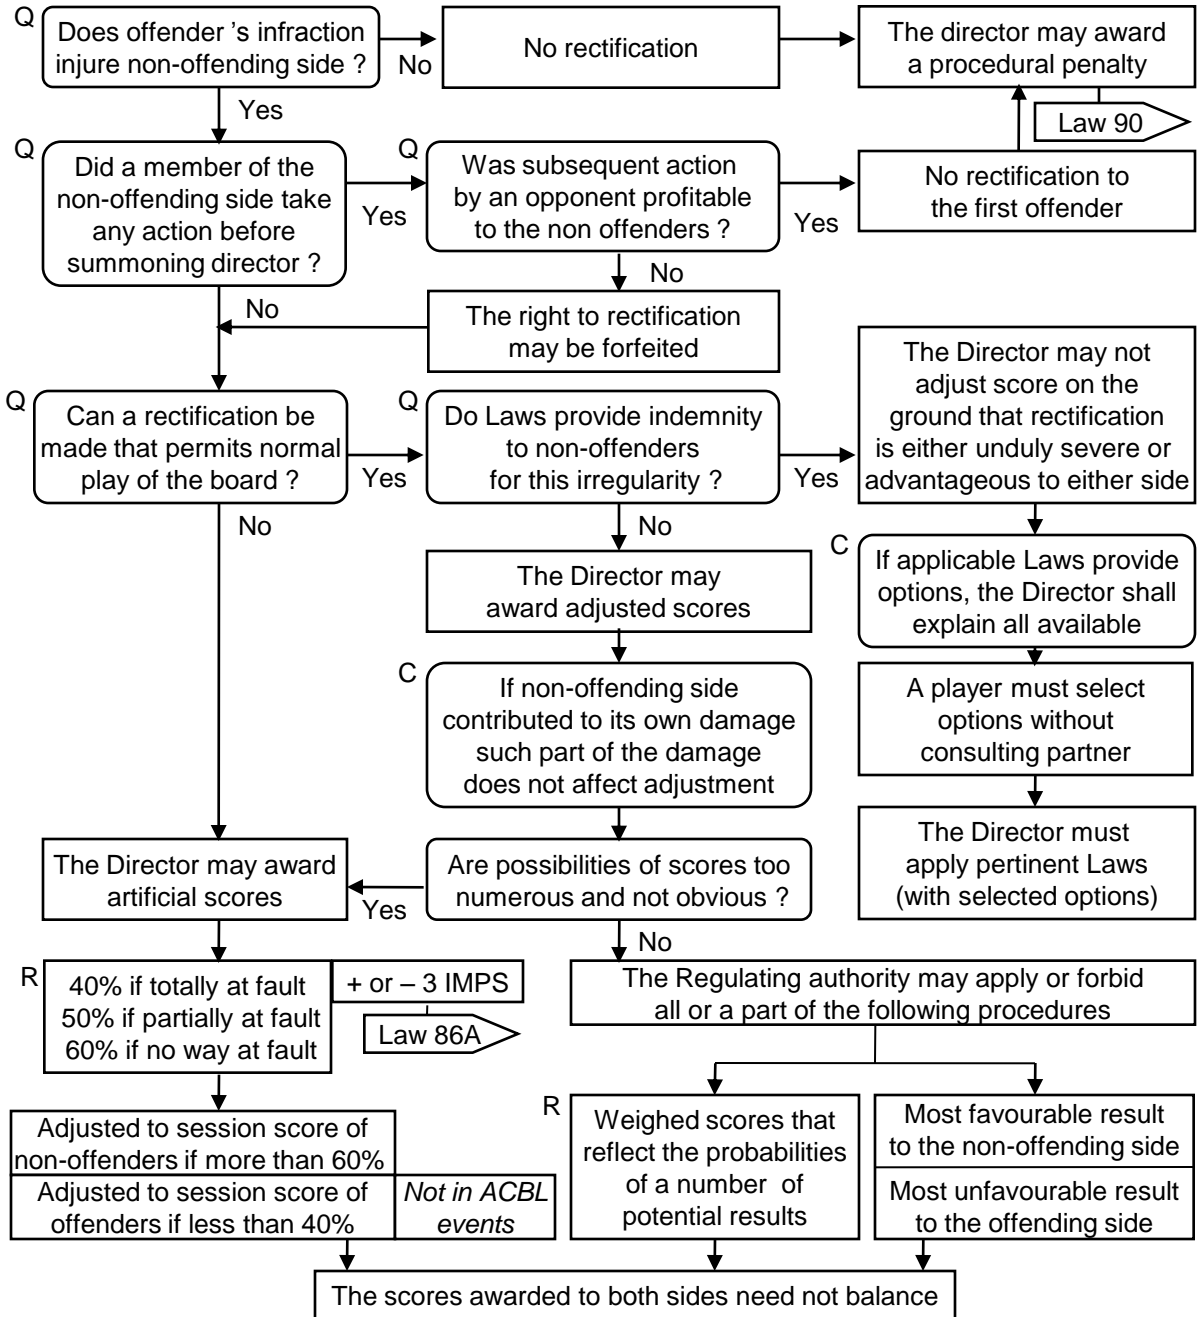 Q
Does offender 's infraction
injure non-offending side ?
No
No rectification
The director may award
a procedural penalty
Law 90
Yes
Q
Did a member of the
non-offending side take
any action before
summoning director ?
Yes
Q
Was subsequent action
by an opponent profitable
to the non offenders ?
Yes
No rectification to
the first offender
No
No
The right to rectification
may be forfeited
Q
Can a rectification be
made that permits normal
play of the board ?
Yes
Q
Do Laws provide indemnity
to non-offenders
for this irregularity ?
Yes
The Director may not
adjust score on the
ground that rectification
is either unduly severe or
advantageous to either side
No
No
The Director may
award adjusted scores
C
If applicable Laws provide
options, the Director shall
explain all available
C
If non-offending side
contributed to its own damage
such part of the damage
does not affect adjustment
A player must select
options without
consulting partner
The Director may award
artificial scores
Yes
Are possibilities of scores too
numerous and not obvious ?
The Director must
apply pertinent Laws
(with selected options)
No
R
40% if totally at fault
50% if partially at fault
60% if no way at fault
+ or – 3 IMPS
Law 86A
The Regulating authority may apply or forbid
all or a part of the following procedures
Adjusted to session score of
non-offenders if more than 60%
Adjusted to session score of
offenders if less than 40%
Not in ACBL
events
R
Weighed scores that
reflect the probabilities
of a number of
potential results
Most favourable result
to the non-offending side
Most unfavourable result
to the offending side
The scores awarded to both sides need not balance